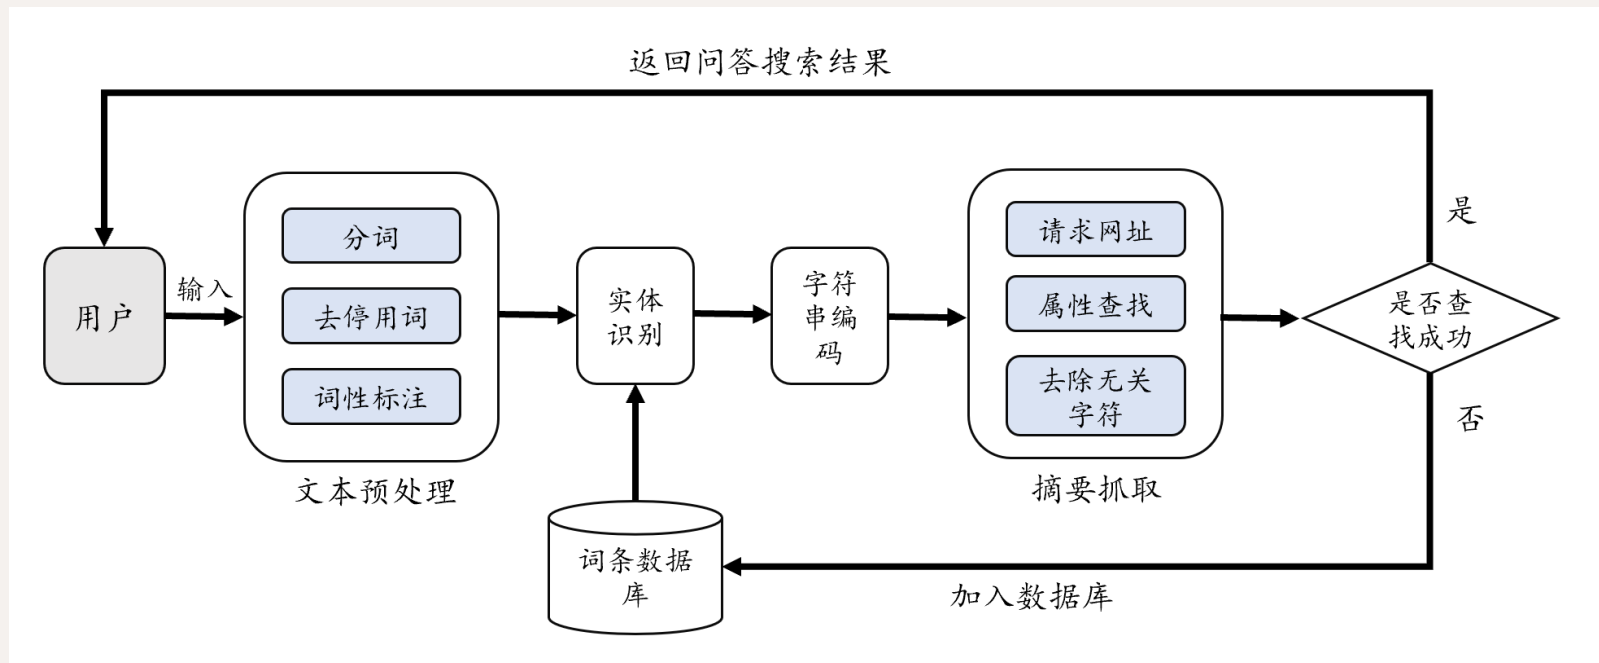 返回问答搜索结果
用户
输入
分词
去停用词
词性标注
文本预处理
实体
识别
字符
串编
码
请求网址
属性查找
去除无关
字符
摘要抓取
是否查
找成功
是
否
词条数据
库
加入数据库